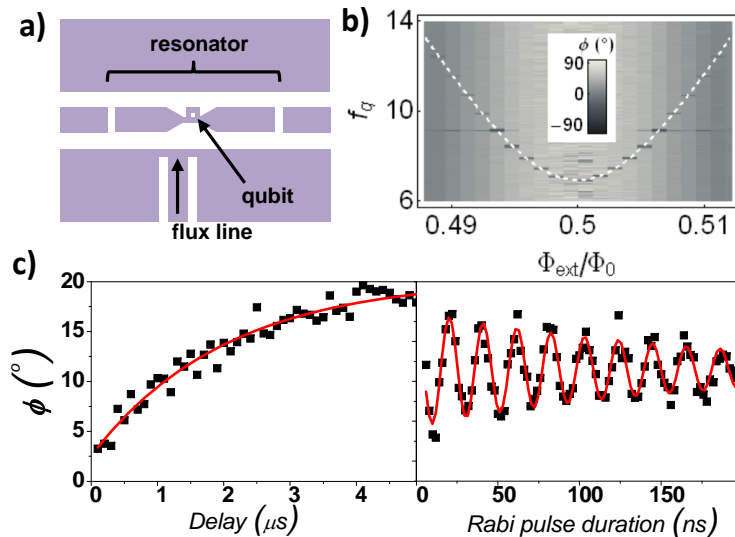 a)
resonator
qubit
flux line
b)
14
10
6
f_q
ϕ (°)
90
0
-90
0.49 0.5 0.51
Φ_ext/Φ_0
c)
20
15
10
5
0
ϕ (°)
0 1 2 3 4
Delay (μs)
0 50 100 150
Rabi pulse duration (ns)